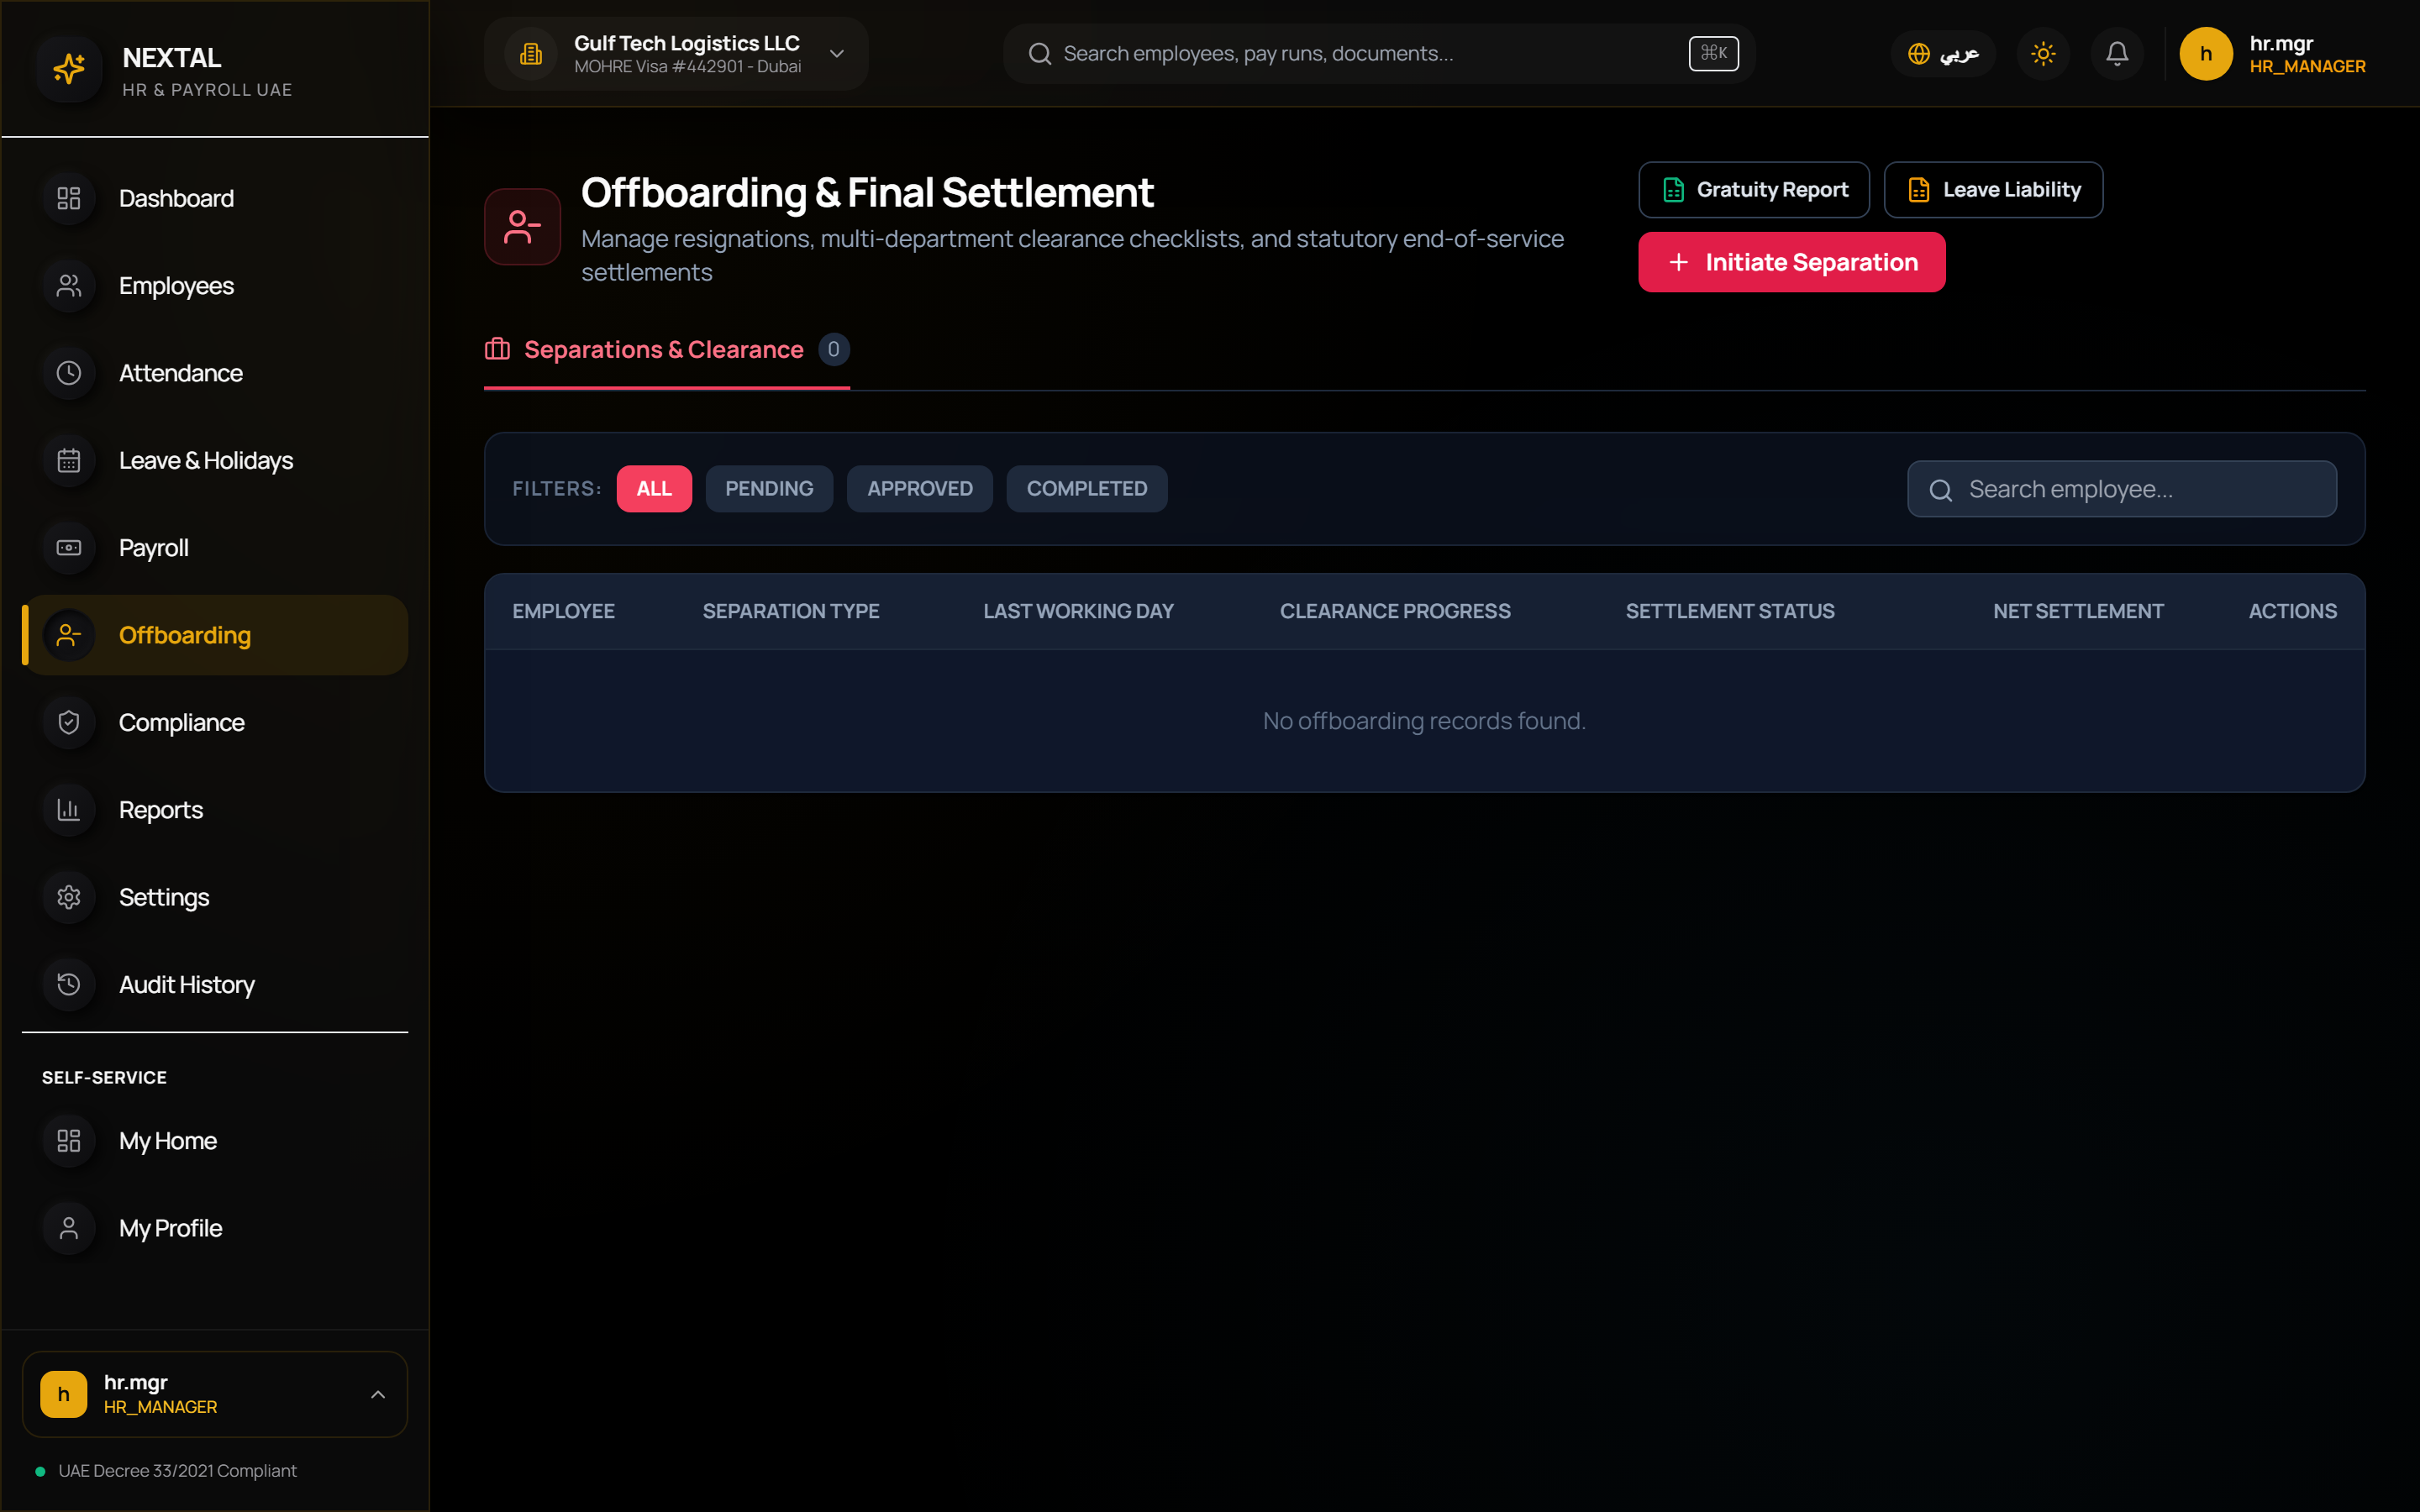 NEXTAL
HR & PAYROLL UAE
Dashboard
Employees
Attendance
Leave & Holidays
Payroll
Offboarding
Compliance
Reports
Settings
Audit History
SELF-SERVICE
My Home
My Profile
h
hr.mgr
HR_MANAGER
UAE Decree 33/2021 Compliant
Gulf Tech Logistics LLC
MOHRE Visa #442901 - Dubai
Search employees, pay runs, documents...
⌘K
عربي
h
hr.mgr
HR_MANAGER
Offboarding & Final Settlement
Manage resignations, multi-department clearance checklists, and statutory end-of-service
settlements
Gratuity Report
Leave Liability
Initiate Separation
Separations & Clearance 0
FILTERS: ALL PENDING APPROVED COMPLETED
Search employee...
EMPLOYEE SEPARATION TYPE LAST WORKING DAY CLEARANCE PROGRESS SETTLEMENT STATUS NET SETTLEMENT ACTIONS
No offboarding records found.